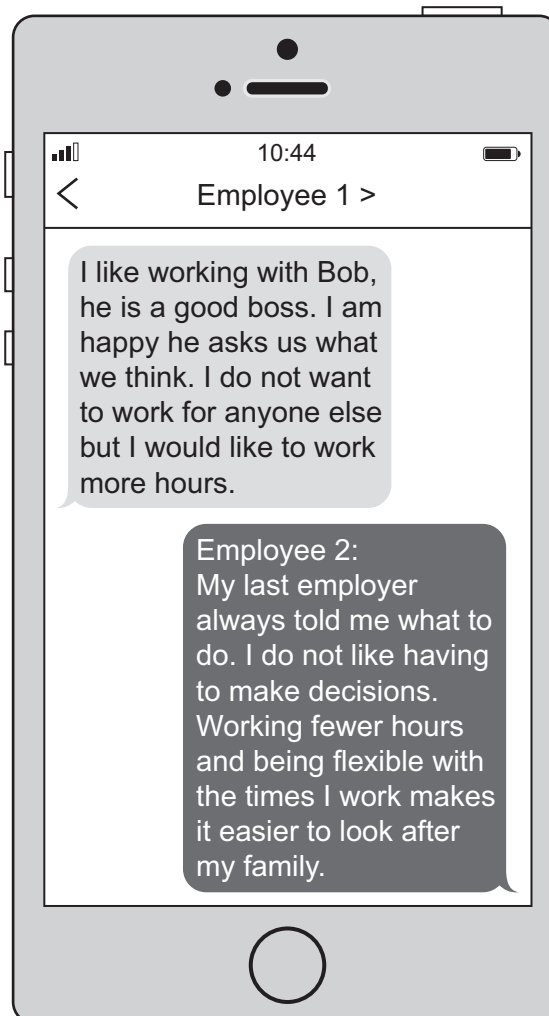 10:44
Employee 1 >
I like working with Bob,
he is a good boss. I am
happy he asks us what
we think. I do not want
to work for anyone else
but I would like to work
more hours.
Employee 2:
My last employer
always told me what to
do. I do not like having
to make decisions.
Working fewer hours
and being flexible with
the times I work makes
it easier to look after
my family.